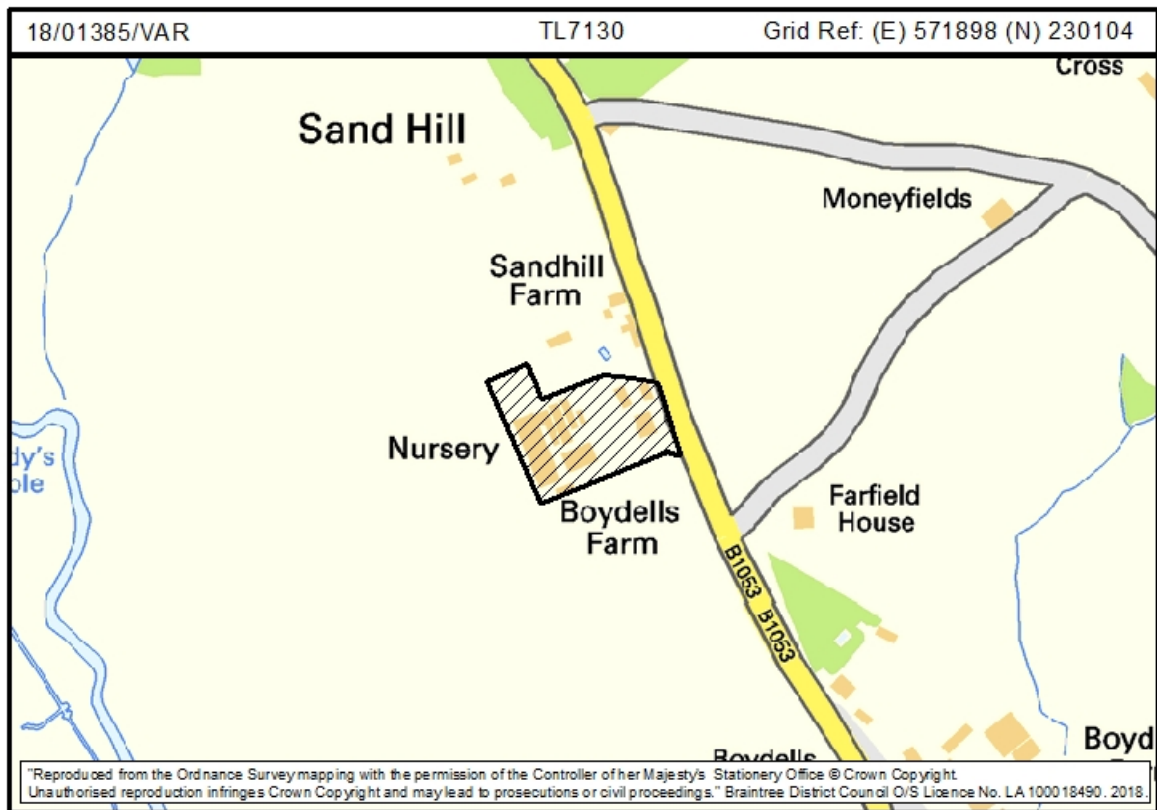 18/01385/VAR TL7130 Grid Ref: (E) 571898 (N) 230104
Cross
Sand Hill
Moneyfields
Sandhill
Farm
Nursery
Boydells
Farm
Farfield
House
B1053 B1053
Boydells
Boyd
"Reproduced from the Ordnance Survey mapping with the permission of the Controller of her Majesty's Stationery Office © Crown Copyright.
Unauthorised reproduction infringes Crown Copyright and may lead to prosecutions or civil proceedings." Braintree District Council O/S Licence No. LA 100018490. 2018.